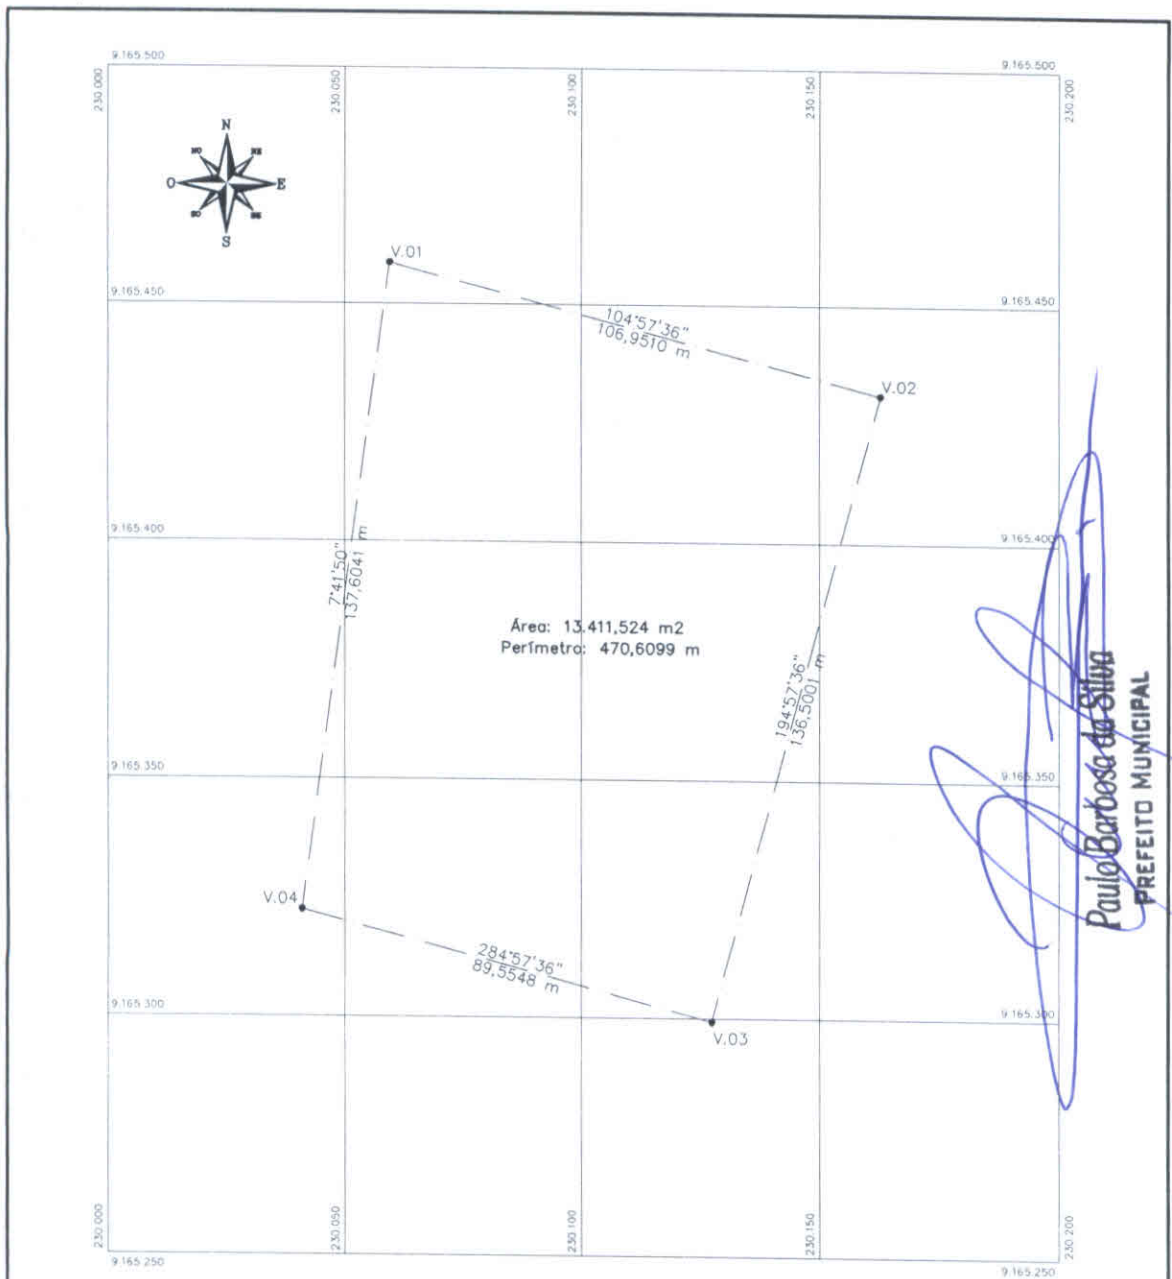 9.165.500
9.165.500
230.000
230.050
230.100
230.150
230.200
N
NO
NE
O
E
SO
SE
S
V.01
9.165.450
9.165.450
104°57'36"
106,9510 m
V.02
9.165.400
9.165.400
7°41'50"
137,6041 m
Área: 13.411,524 m2
Perímetro: 470,6099 m
194°57'36"
136,5001 m
Paulo Barbosa da Silva
PREFEITO MUNICIPAL
9.165.350
9.165.350
V.04
284°57'36"
89,5548 m
9.165.300
9.165.300
V.03
230.000
230.050
230.100
230.150
230.200
9.165.250
9.165.250